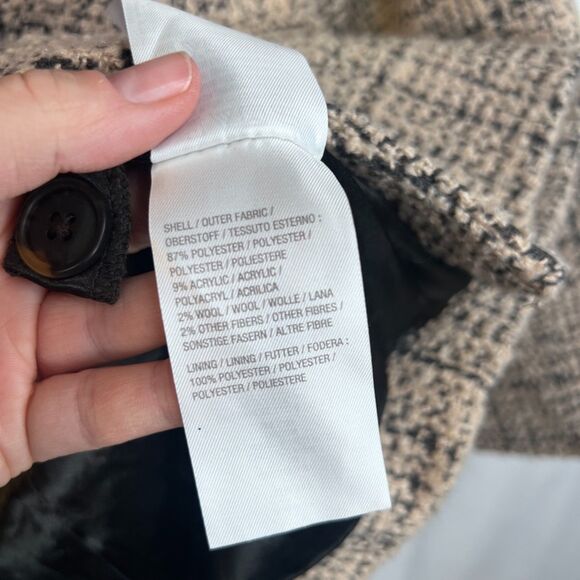 SHELL / OUTER FABRIC /
OBERSTOFF / TESSUTO ESTERNO :
87% POLYESTER / POLYESTER /
POLYESTER / POLIESTERE
9% ACRYLIC / ACRYLIC /
POLYACRYL / ACRILICA
2% WOOL / WOOL / WOLLE / LANA
2% OTHER FIBERS / OTHER FIBRES /
SONSTIGE FASERN / ALTRE FIBRE
LINING / LINING / FUTTER / FODERA :
100% POLYESTER / POLYESTER /
POLYESTER / POLIESTERE